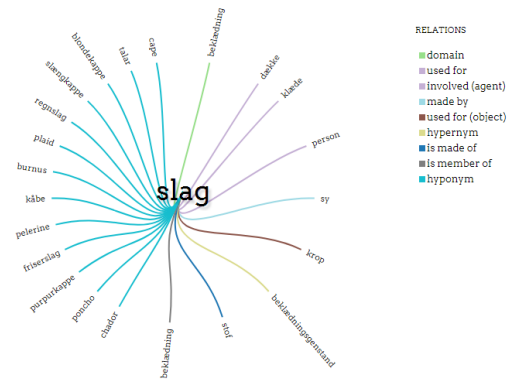 slag
beklædning
dække
klæde
person
sy
krop
beklædningsgenstand
stof
beklædning
chador
poncho
purpurkappe
friserslag
pelerine
kåbe
burnus
plaid
regnslag
slængkappe
blondekappe
talar
cape
RELATIONS
domain
used for
involved (agent)
made by
used for (object)
hypernym
is made of
is member of
hyponym